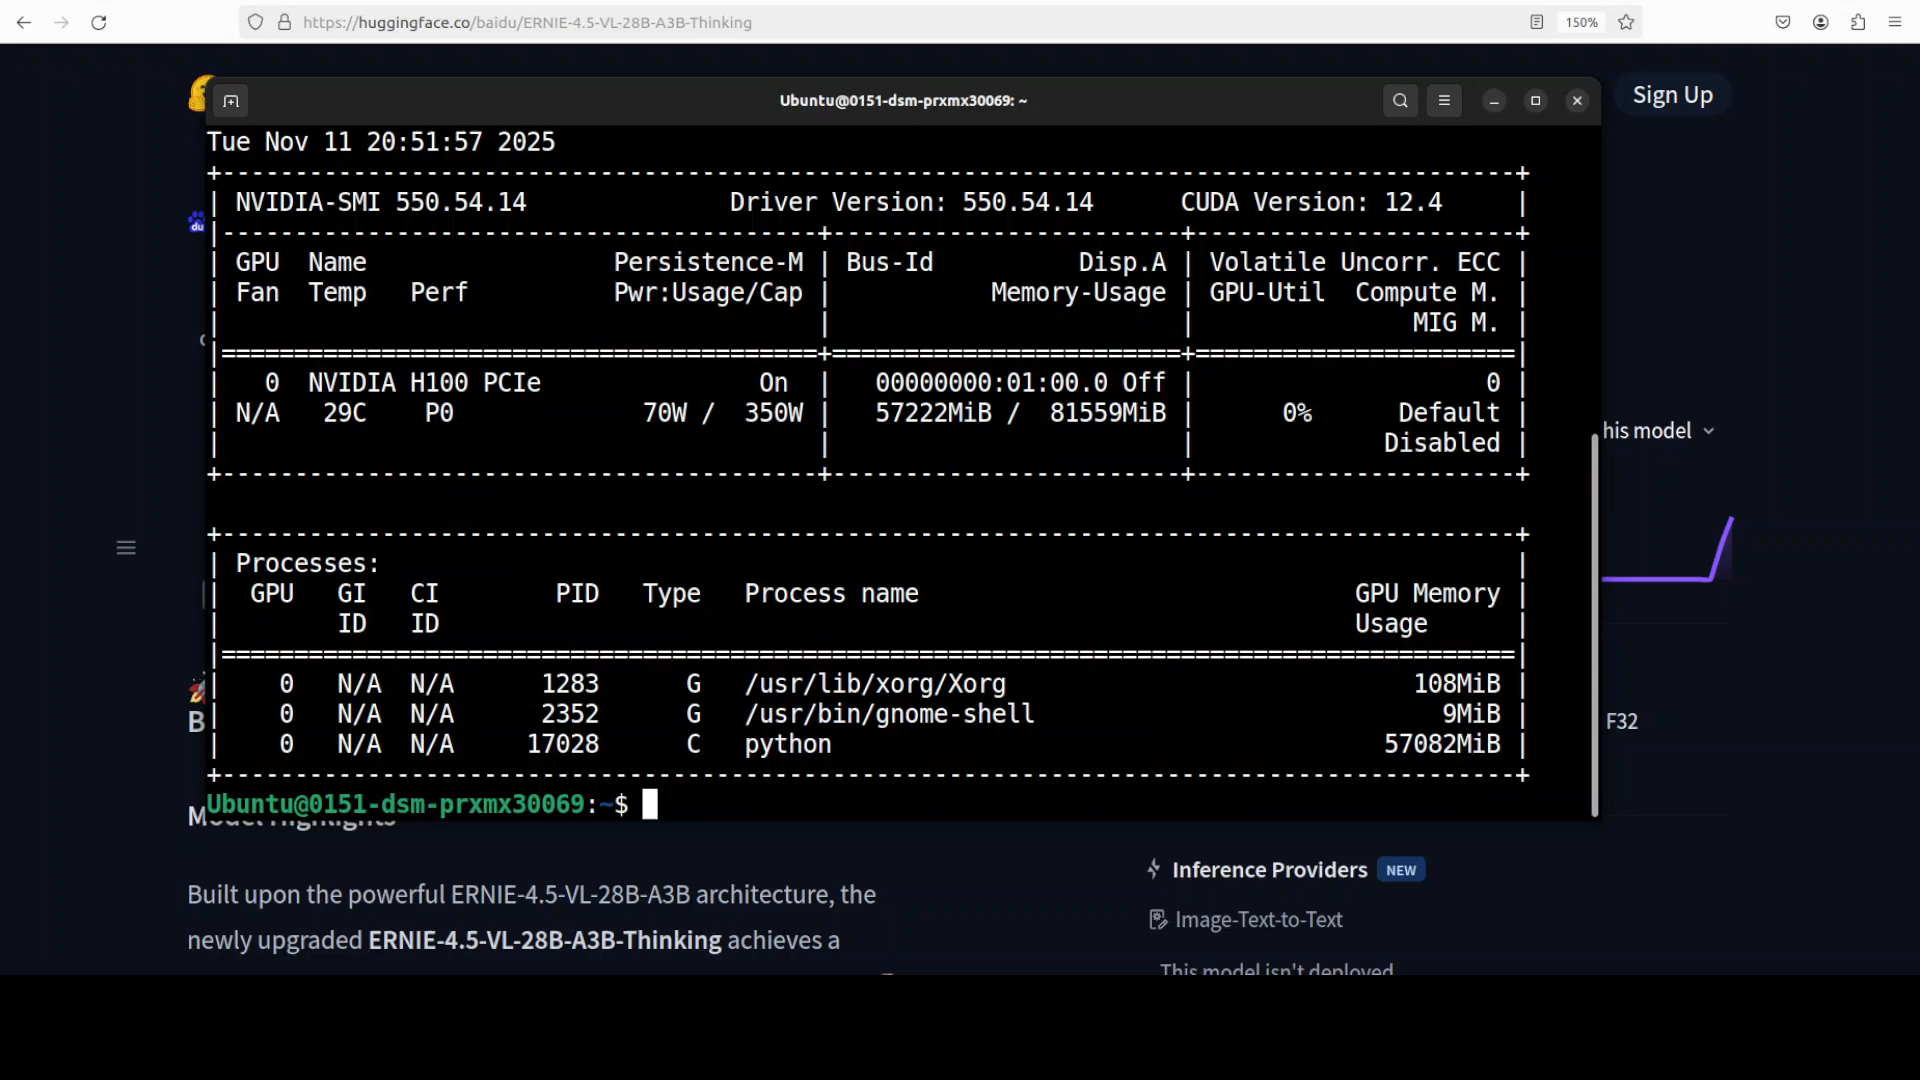 https://huggingface.co/baidu/ERNIE-4.5-VL-28B-A3B-Thinking
150%
Sign Up
Ubuntu@0151-dsm-prxmx30069: ~
Tue Nov 11 20:51:57 2025
NVIDIA-SMI 550.54.14 Driver Version: 550.54.14 CUDA Version: 12.4
GPU Name Persistence-M | Bus-Id Disp.A | Volatile Uncorr. ECC
Fan Temp Perf Pwr:Usage/Cap | Memory-Usage | GPU-Util Compute M.
MIG M.
0 NVIDIA H100 PCIe On | 00000000:01:00.0 Off | 0
N/A 29C P0 70W / 350W | 57222MiB / 81559MiB | 0% Default
Disabled
his model
Processes:
GPU GI CI PID Type Process name GPU Memory
ID ID Usage
0 N/A N/A 1283 G /usr/lib/xorg/Xorg 108MiB
0 N/A N/A 2352 G /usr/bin/gnome-shell 9MiB
0 N/A N/A 17028 C python 57082MiB
F32
B
Ubuntu@0151-dsm-prxmx30069:~$
Model Highlights
Built upon the powerful ERNIE-4.5-VL-28B-A3B architecture, the
newly upgraded ERNIE-4.5-VL-28B-A3B-Thinking achieves a
Inference Providers NEW
Image-Text-to-Text
This model isn't deployed